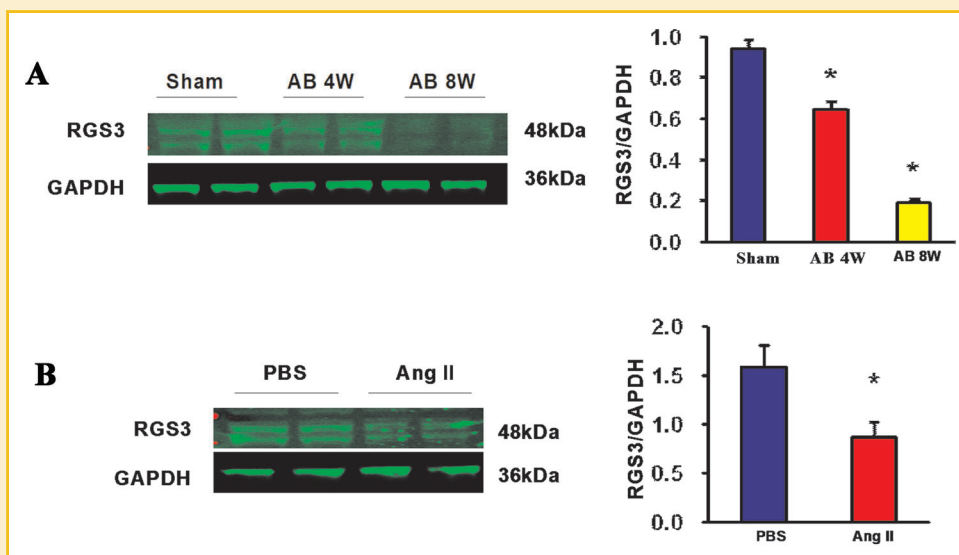 A
Sham AB 4W AB 8W
RGS3 48kDa
GAPDH 36kDa
RGS3/GAPDH
1.0
0.8
0.6
0.4
0.2
0.0
*
*
Sham AB 4W AB 8W
B
PBS Ang II
RGS3 48kDa
GAPDH 36kDa
RGS3/GAPDH
2.0
1.5
1.0
0.5
0.0
*
PBS Ang II